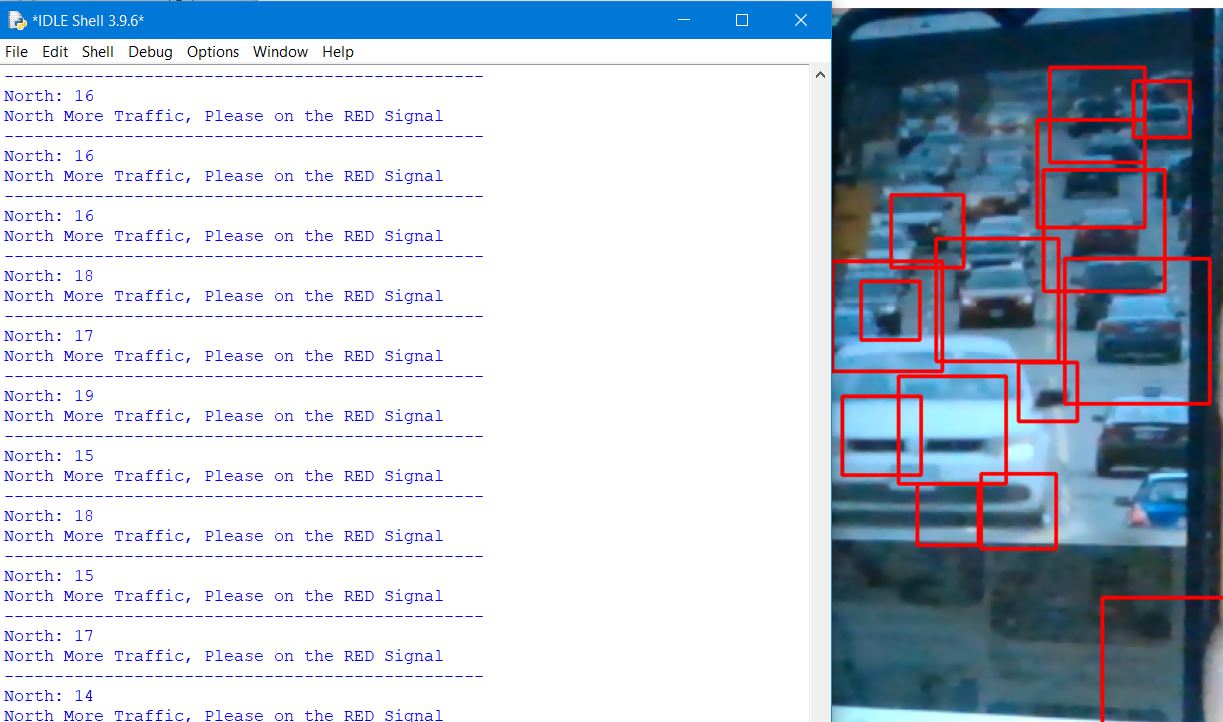 *IDLE Shell 3.9.6*
File Edit Shell Debug Options Window Help
------------------------------------------------
North: 16
North More Traffic, Please on the RED Signal
------------------------------------------------
North: 16
North More Traffic, Please on the RED Signal
------------------------------------------------
North: 16
North More Traffic, Please on the RED Signal
------------------------------------------------
North: 18
North More Traffic, Please on the RED Signal
------------------------------------------------
North: 17
North More Traffic, Please on the RED Signal
------------------------------------------------
North: 19
North More Traffic, Please on the RED Signal
------------------------------------------------
North: 15
North More Traffic, Please on the RED Signal
------------------------------------------------
North: 18
North More Traffic, Please on the RED Signal
------------------------------------------------
North: 15
North More Traffic, Please on the RED Signal
------------------------------------------------
North: 17
North More Traffic, Please on the RED Signal
------------------------------------------------
North: 14
North More Traffic, Please on the RED Signal